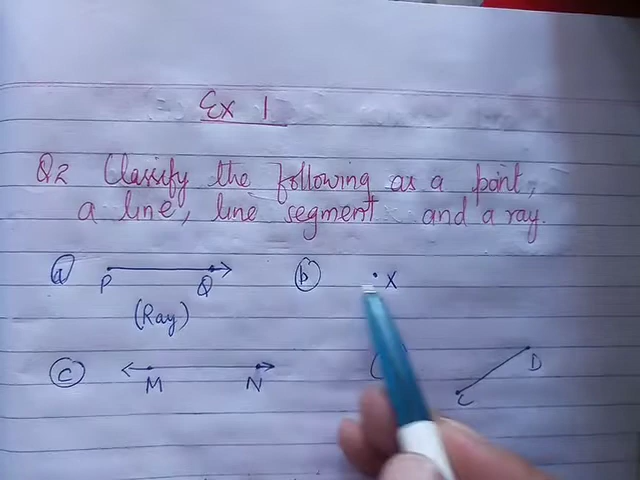 Ex 1
Q2 Classify the following as a point,
a line, line segment and a ray.
a P Q b X
(Ray)
c M N C D